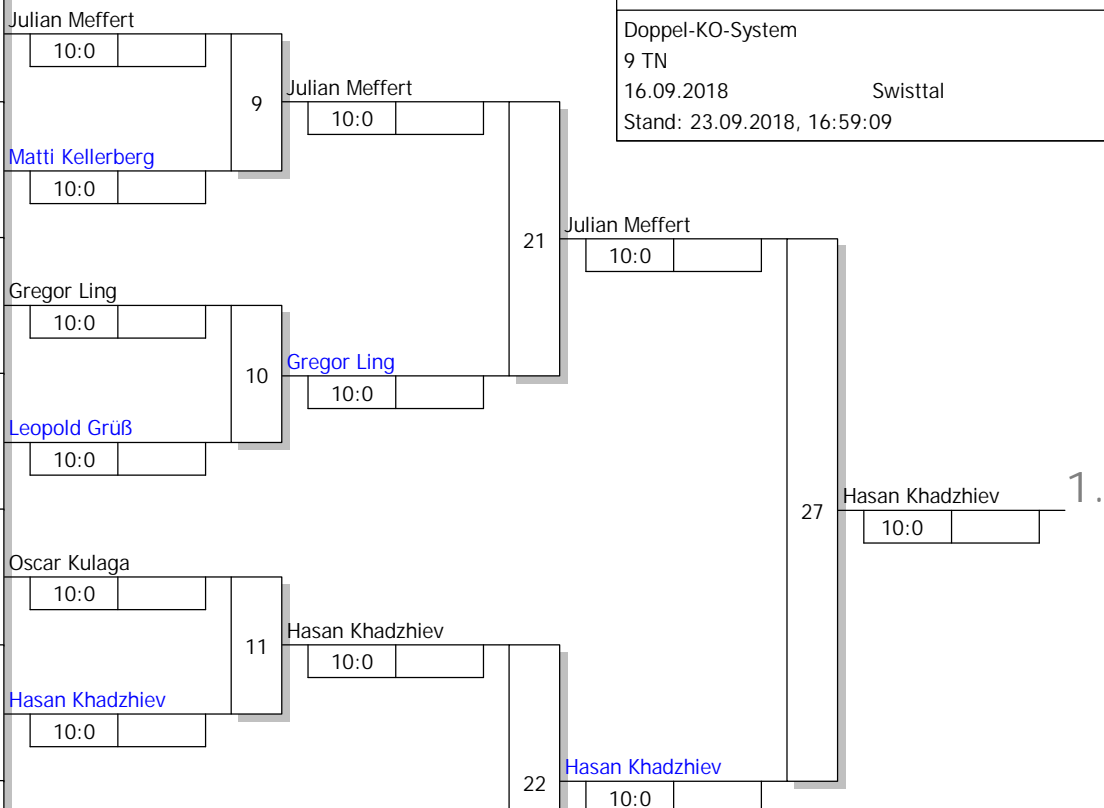 Julian Meffert
10:0
9
Matti Kellerberg
10:0
Julian Meffert
10:0
Gregor Ling
10:0
10
Leopold Grüß
10:0
Gregor Ling
10:0
21
Julian Meffert
10:0
Oscar Kulaga
10:0
11
Hasan Khadzhiev
10:0
Hasan Khadzhiev
10:0
22
Hasan Khadzhiev
10:0
27
Hasan Khadzhiev
10:0
1.
Doppel-KO-System
9 TN
16.09.2018 Swisttal
Stand: 23.09.2018, 16:59:09